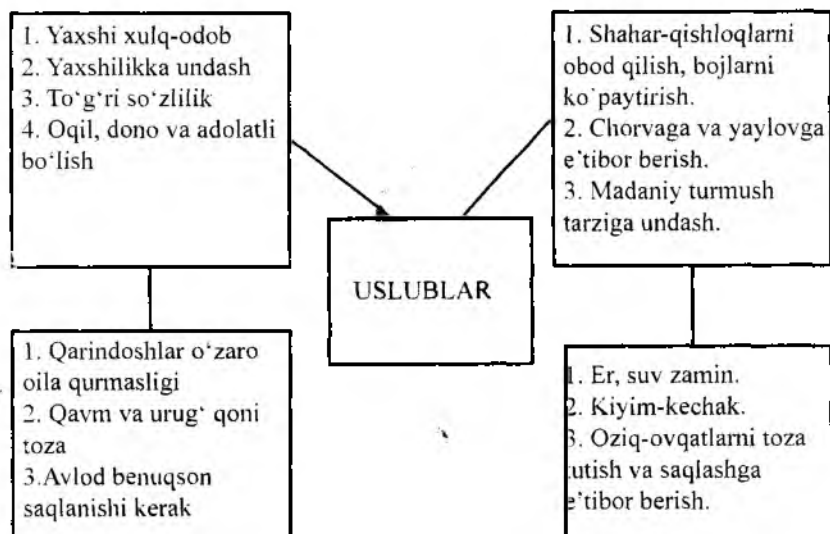 1. Yaxshi xulq-odob
2. Yaxshilikka undash
3. To‘g‘ri so‘zlilik
4. Oqil, dono va adolatli
bo‘lish
1. Shahar-qishloqlarni
obod qilish, bojlarni
ko`paytirish.
2. Chorvaga va yaylovga
e’tibor berish.
3. Madaniy turmush
tarziga undash.
USLUBLAR
1. Qarindoshlar o‘zaro
oila qurmasligi
2. Qavm va urug‘ qoni
toza
3.Avlod benuqson
saqlanishi kerak
1. Er, suv zamin.
2. Kiyim-kechak.
3. Oziq-ovqatlarni toza
tutish va saqlashga
e’tibor berish.